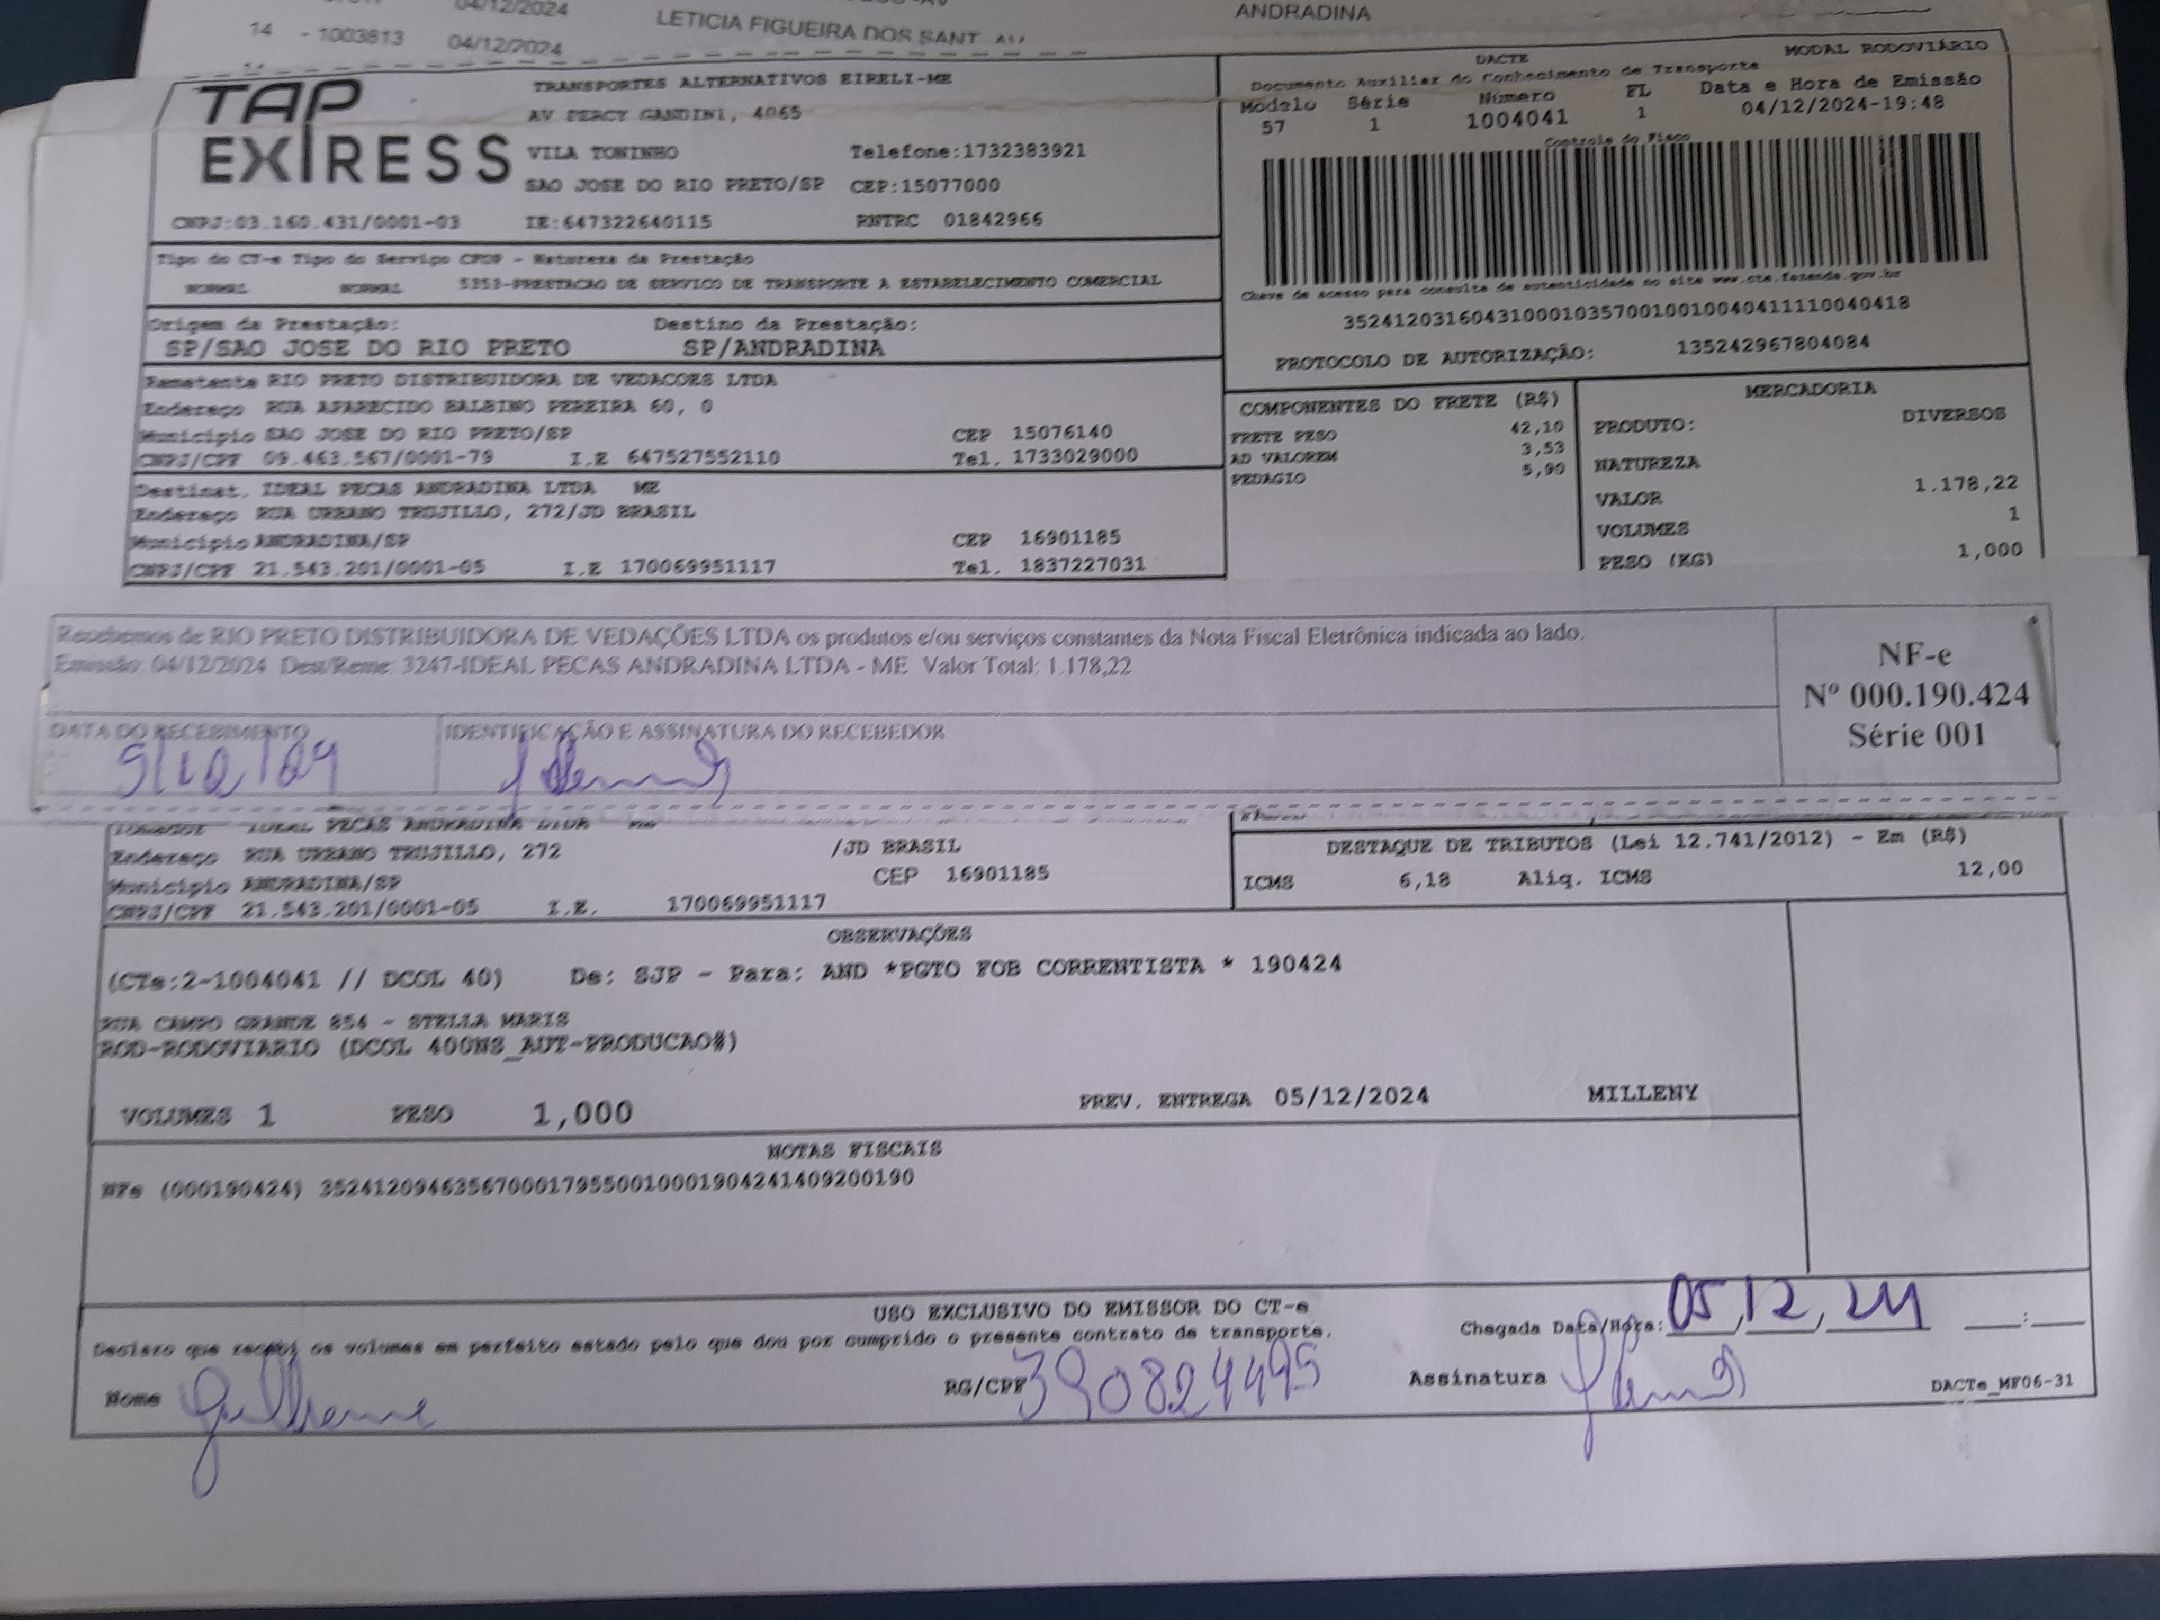 04/12/2024
ANDRADINA
14 - 1003813 04/12/2024 LETICIA FIGUEIRA DOS SANT AV
TAP EXPRESS
TRANSPORTES ALTERNATIVOS EIRELI-ME
AV PERCY GANDINI, 4065
VILA TONINHO Telefone:1732383921
SAO JOSE DO RIO PRETO/SP CEP:15077000
CNPJ:03.160.431/0001-03 IE:647322640115 RNTRC 01842966
DACTE MODAL RODOVIÁRIO
Documento Auxiliar do Conhecimento de Transporte
Modelo Série Número FL Data e Hora de Emissão
57 1 1004041 1 04/12/2024-19:48
Controle do Fisco
Chave de acesso para consulta de autenticidade no site www.cte.fazenda.gov.br
35241203160431000103570010010040411110040418
PROTOCOLO DE AUTORIZAÇÃO: 135242967804084
Tipo do CT-e Tipo do Serviço CFOP - Natureza da Prestação
NORMAL NORMAL 5353-PRESTACAO DE SERVICO DE TRANSPORTE A ESTABELECIMENTO COMERCIAL
Origem da Prestação: Destino da Prestação:
SP/SAO JOSE DO RIO PRETO SP/ANDRADINA
Remetente RIO PRETO DISTRIBUIDORA DE VEDACOES LTDA
Endereço RUA APARECIDO BALBINO PEREIRA 60, 0
Município SAO JOSE DO RIO PRETO/SP CEP 15076140
CNPJ/CPF 09.463.567/0001-79 I.E 647527552110 Tel. 1733029000
Destinat. IDEAL PECAS ANDRADINA LTDA ME
Endereço RUA URBANO TRUJILLO, 272/JD BRASIL
Município ANDRADINA/SP CEP 16901185
CNPJ/CPF 21.543.201/0001-05 I.E 170069951117 Tel. 1837227031
COMPONENTES DO FRETE (R$)
FRETE PESO 42,10
AD VALOREM 3,53
PEDAGIO 5,90
MERCADORIA
PRODUTO: DIVERSOS
NATUREZA
VALOR 1.178,22
VOLUMES 1
PESO (KG) 1,000
Recebemos de RIO PRETO DISTRIBUIDORA DE VEDAÇÕES LTDA os produtos e/ou serviços constantes da Nota Fiscal Eletrônica indicada ao lado.
Emissão: 04/12/2024 Dest/Reme: 3247-IDEAL PECAS ANDRADINA LTDA - ME Valor Total: 1.178,22
NF-e
Nº 000.190.424
Série 001
DATA DO RECEBIMENTO IDENTIFICAÇÃO E ASSINATURA DO RECEBEDOR
IDEAL PECAS ANDRADINA LTDA
Endereço RUA URBANO TRUJILLO, 272 /JD BRASIL
Município ANDRADINA/SP CEP 16901185
CNPJ/CPF 21.543.201/0001-05 I.E. 170069951117
DESTAQUE DE TRIBUTOS (Lei 12.741/2012) - Em (R$)
ICMS 6,18 Aliq. ICMS 12,00
OBSERVAÇÕES
(CTe:2-1004041 // DCOL 40) De: SJP - Para: AND *PGTO FOB CORRENTISTA * 190424
RUA CAMPO GRANDE 854 - STELLA MARIS
ROD-RODOVIARIO (DCOL 400NS_AUT-PRODUCAO%)
VOLUMES 1 PESO 1,000 PREV. ENTREGA 05/12/2024 MILLENY
NOTAS FISCAIS
NFe (000190424) 35241209463567000179550010001904241409200190
USO EXCLUSIVO DO EMISSOR DO CT-e
Declaro que recebi os volumes em perfeito estado pelo que dou por cumprido o presente contrato de transporte.
Chegada Data/Hora: 05/12/24 __:__
Nome Guilherme RG/CPF 390824495 Assinatura
DACTe_MF06-31